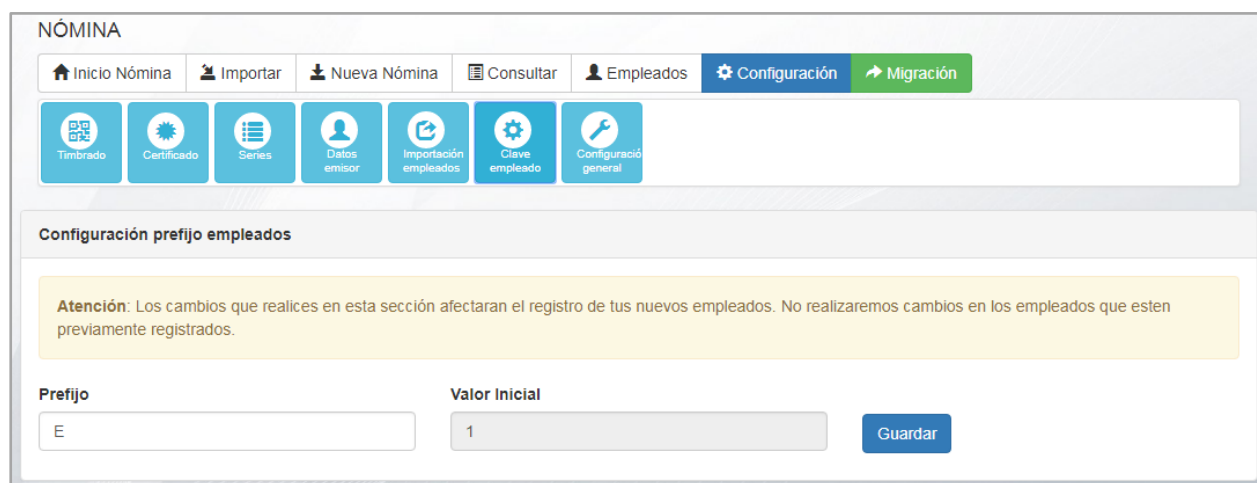 NÓMINA
Inicio Nómina Importar Nueva Nómina Consultar Empleados Configuración Migración
Timbrado Certificado Series Datos emisor Importación empleados Clave empleado Configuració general
Configuración prefijo empleados
Atención: Los cambios que realices en esta sección afectaran el registro de tus nuevos empleados. No realizaremos cambios en los empleados que esten
previamente registrados.
Prefijo Valor Inicial
E 1 Guardar